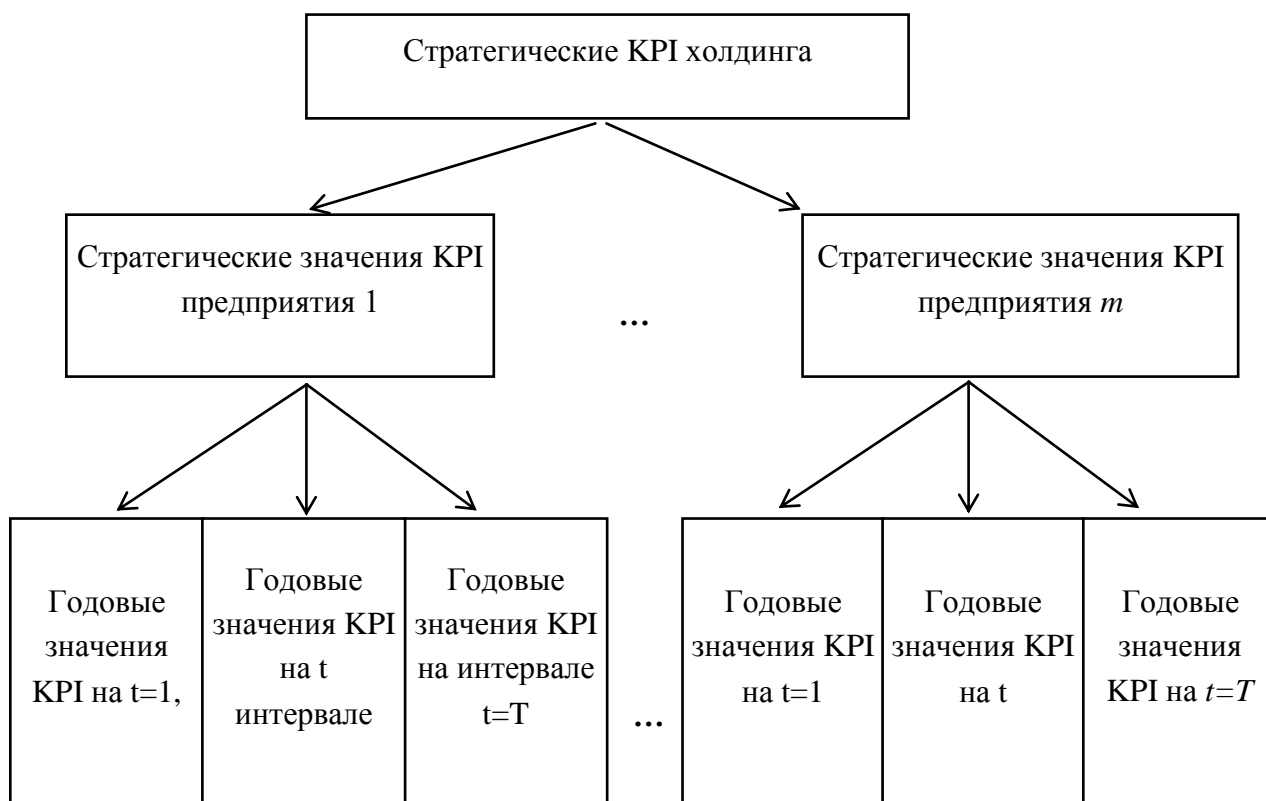 Стратегические KPI холдинга
Стратегические значения KPI
предприятия 1
...
Стратегические значения KPI
предприятия m
Годовые
значения
KPI на t=1,
Годовые
значения KPI
на t
интервале
Годовые
значения KPI
на интервале
t=T
...
Годовые
значения KPI
на t=1
Годовые
значения KPI
на t
Годовые
значения
KPI на t=T